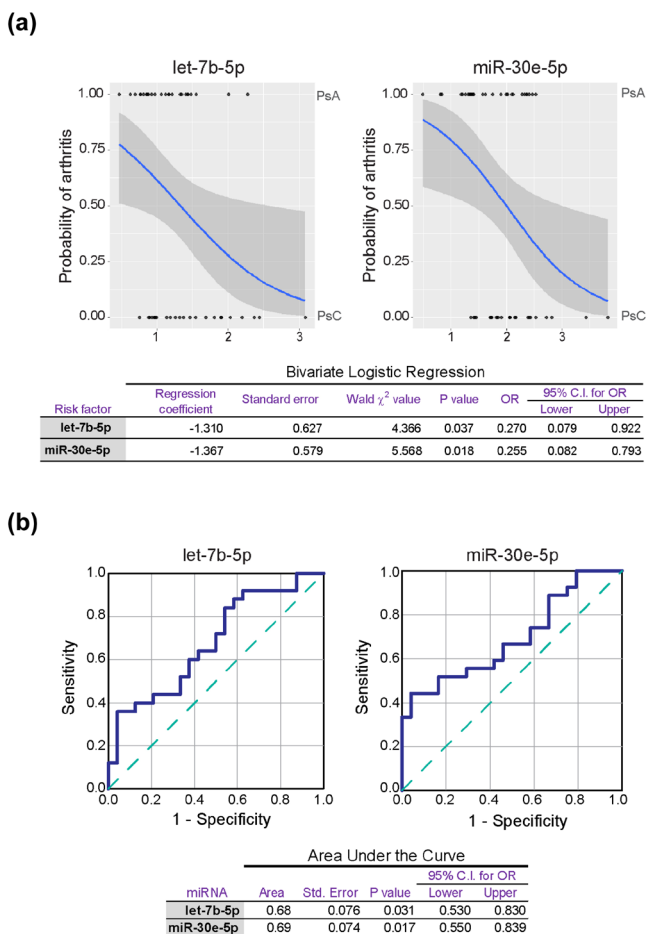 (a)
let-7b-5p
miR-30e-5p
1.00
PsA
0.75
0.50
0.25
0.00
PsC
Probability of arthritis
1 2 3
1.00
PsA
0.75
0.50
0.25
0.00
PsC
Probability of arthritis
1 2 3
Bivariate Logistic Regression
Risk factor Regression coefficient Standard error Wald χ² value P value OR 95% C.I. for OR Lower Upper
let-7b-5p -1.310 0.627 4.366 0.037 0.270 0.079 0.922
miR-30e-5p -1.367 0.579 5.568 0.018 0.255 0.082 0.793
(b)
let-7b-5p
miR-30e-5p
1.0
0.8
0.6
0.4
0.2
0.0
Sensitivity
0.0 0.2 0.4 0.6 0.8 1.0
1 - Specificity
1.0
0.8
0.6
0.4
0.2
0.0
Sensitivity
0.0 0.2 0.4 0.6 0.8 1.0
1 - Specificity
Area Under the Curve
95% C.I. for OR
miRNA Area Std. Error P value Lower Upper
let-7b-5p 0.68 0.076 0.031 0.530 0.830
miR-30e-5p 0.69 0.074 0.017 0.550 0.839